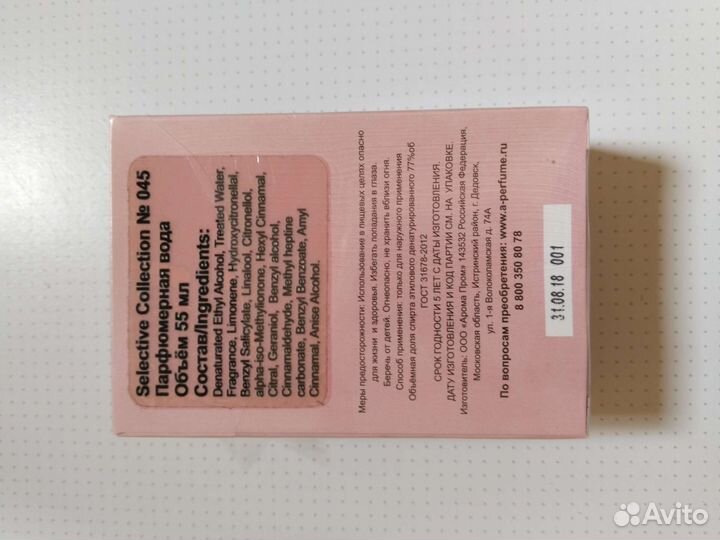 Selective Collection № 045
Парфюмерная вода
Объём 55 мл
Состав/Ingredients:
Denaturated Ethyl Alcohol, Treated Water,
Fragrance, Limonene, Hydroxycitronellal,
Benzyl Salicylate, Linalool, Citronellol,
alpha-iso-Methylionone, Hexyl Cinnamal,
Citral, Geraniol, Benzyl alcohol,
Cinnamaldehyde, Methyl heptine
carbonate, Benzyl Benzoate, Amyl
Cinnamal, Anise Alcohol.
Меры предосторожности: Использование в пищевых целях опасно
для жизни и здоровья. Избегать попадания в глаза.
Беречь от детей. Огнеопасно, не хранить вблизи огня.
Способ применения: только для наружного применения
Объёмная доля спирта этилового денатурированного 77%об
ГОСТ 31678-2012
СРОК ГОДНОСТИ 5 ЛЕТ С ДАТЫ ИЗГОТОВЛЕНИЯ.
ДАТУ ИЗГОТОВЛЕНИЯ И КОД ПАРТИИ СМ. НА УПАКОВКЕ.
Изготовитель: ООО «Арома Пром» 143532 Российская Федерация,
Московская область, Истринский район, г. Дедовск,
ул. 1-я Волоколамская д. 74А
По вопросам преобретения: www.a-perfume.ru
8 800 350 80 78
31.08.18 001
Avito